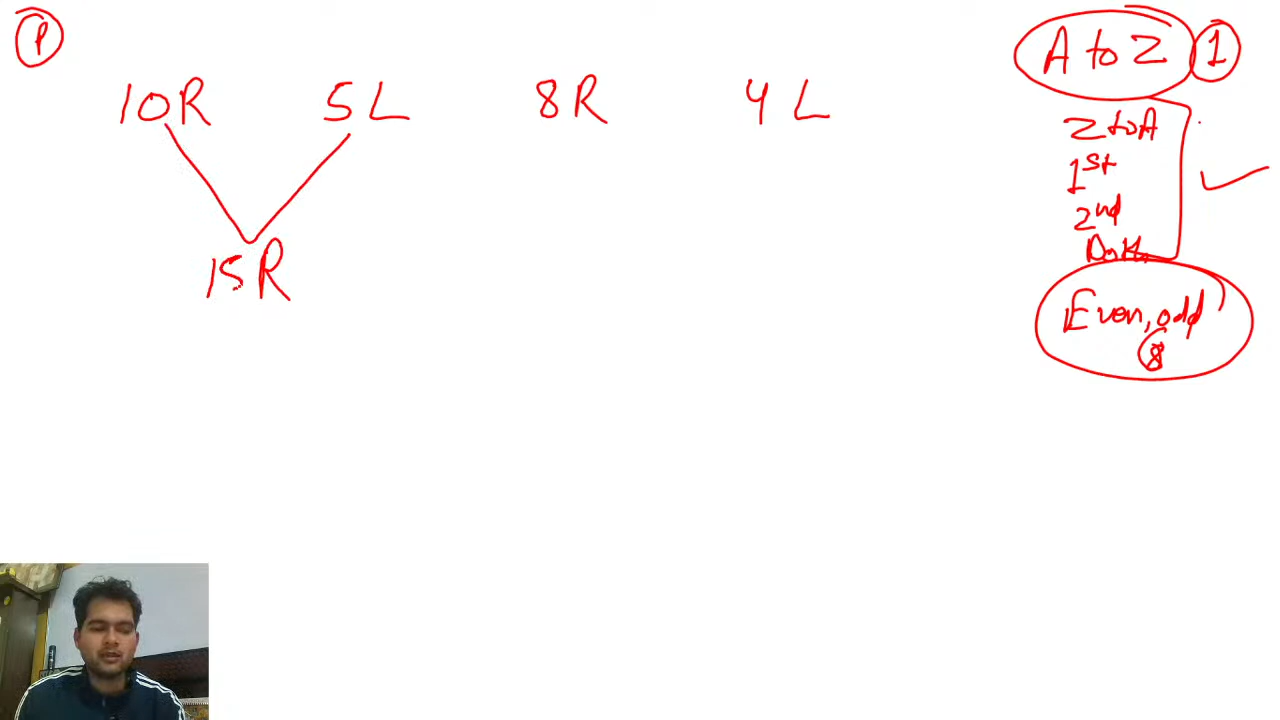 P
10R 5L 8R 4L
15R
A to Z 1
Z to A
1st
2nd
Even, odd
8